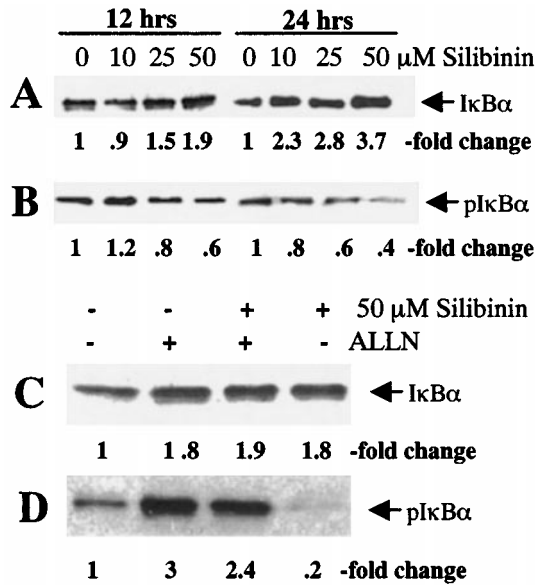 12 hrs 24 hrs
0 10 25 50 0 10 25 50 μM Silibinin
A IκBα
1 .9 1.5 1.9 1 2.3 2.8 3.7 -fold change
B pIκBα
1 1.2 .8 .6 1 .8 .6 .4 -fold change
- - + + 50 μM Silibinin
- + + - ALLN
C IκBα
1 1.8 1.9 1.8 -fold change
D pIκBα
1 3 2.4 .2 -fold change